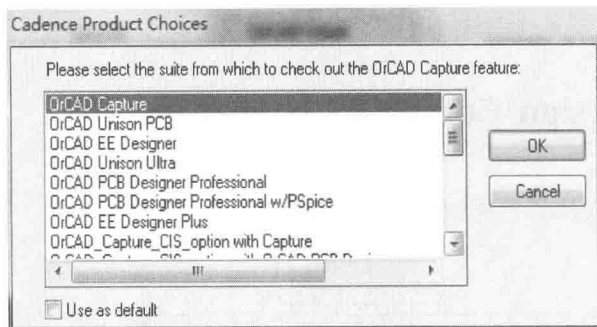 Cadence Product Choices
Please select the suite from which to check out the OrCAD Capture feature:
OrCAD Capture
OrCAD Unison PCB
OrCAD EE Designer
OrCAD Unison Ultra
OrCAD PCB Designer Professional
OrCAD PCB Designer Professional w/PSpice
OrCAD EE Designer Plus
OrCAD_Capture_CIS_option with Capture
OK
Cancel
Use as default